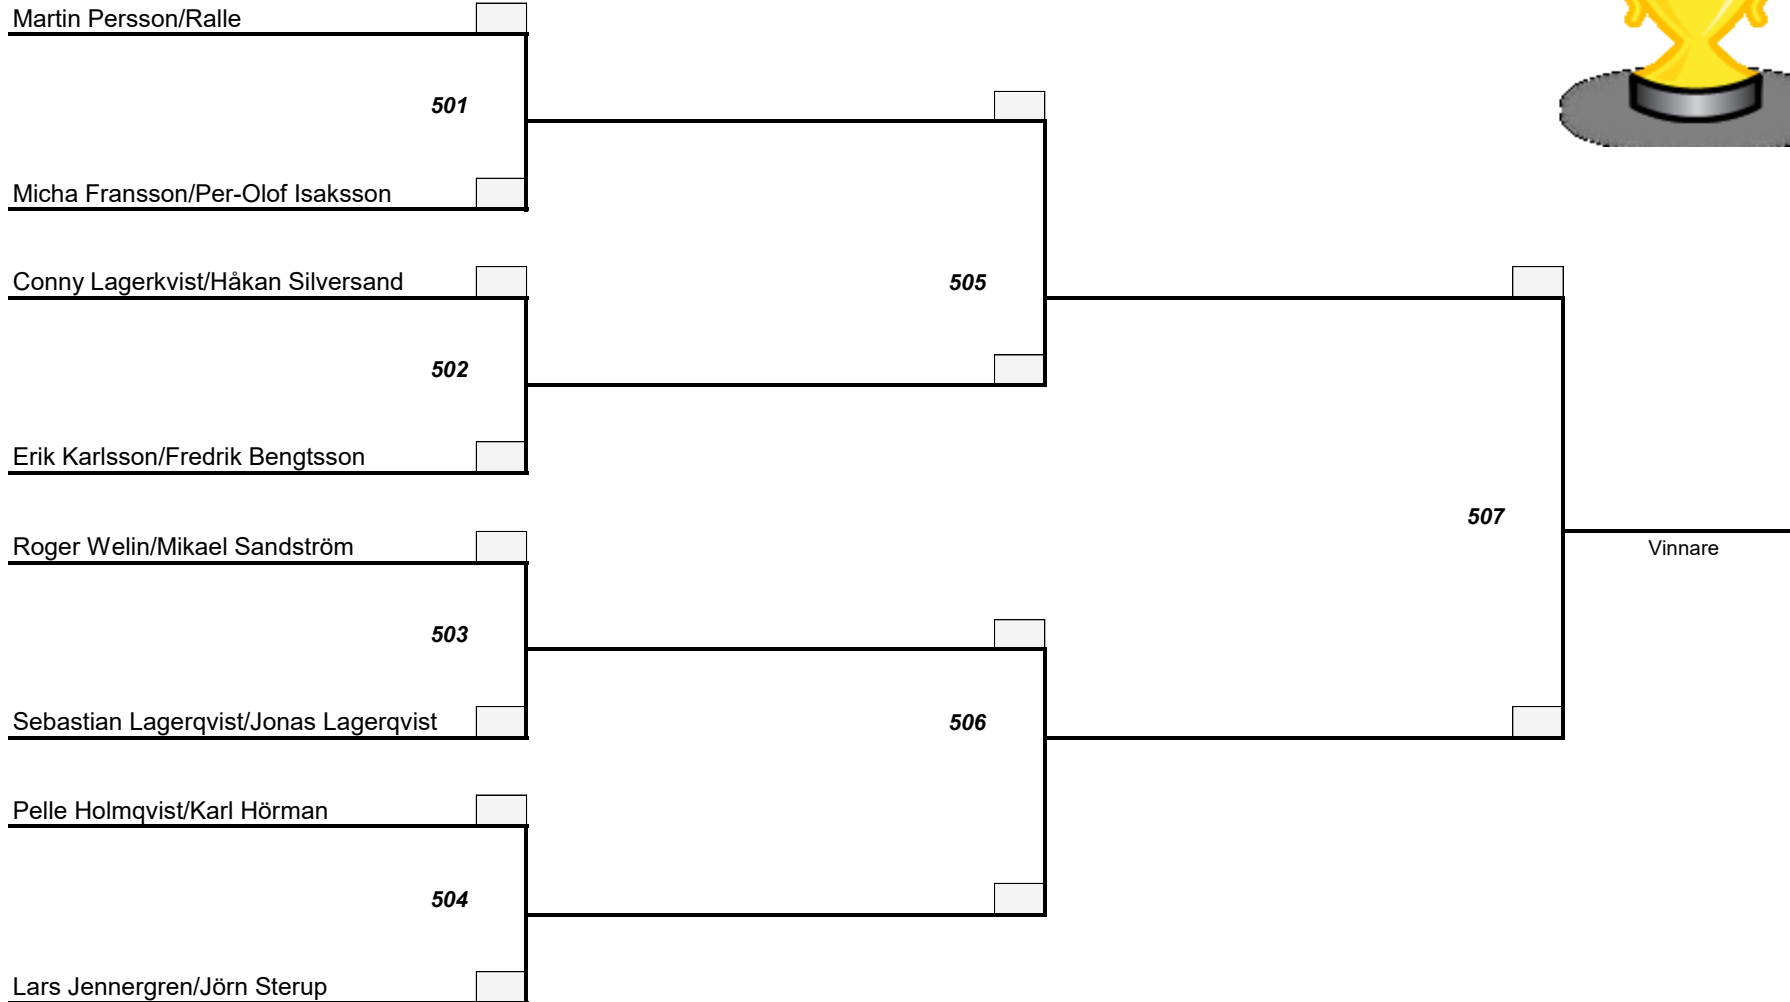 Martin Persson/Ralle
501
Micha Fransson/Per-Olof Isaksson
Conny Lagerkvist/Håkan Silversand
505
502
Erik Karlsson/Fredrik Bengtsson
507
Roger Welin/Mikael Sandström
Vinnare
503
Sebastian Lagerqvist/Jonas Lagerqvist
506
Pelle Holmqvist/Karl Hörman
504
Lars Jennergren/Jörn Sterup